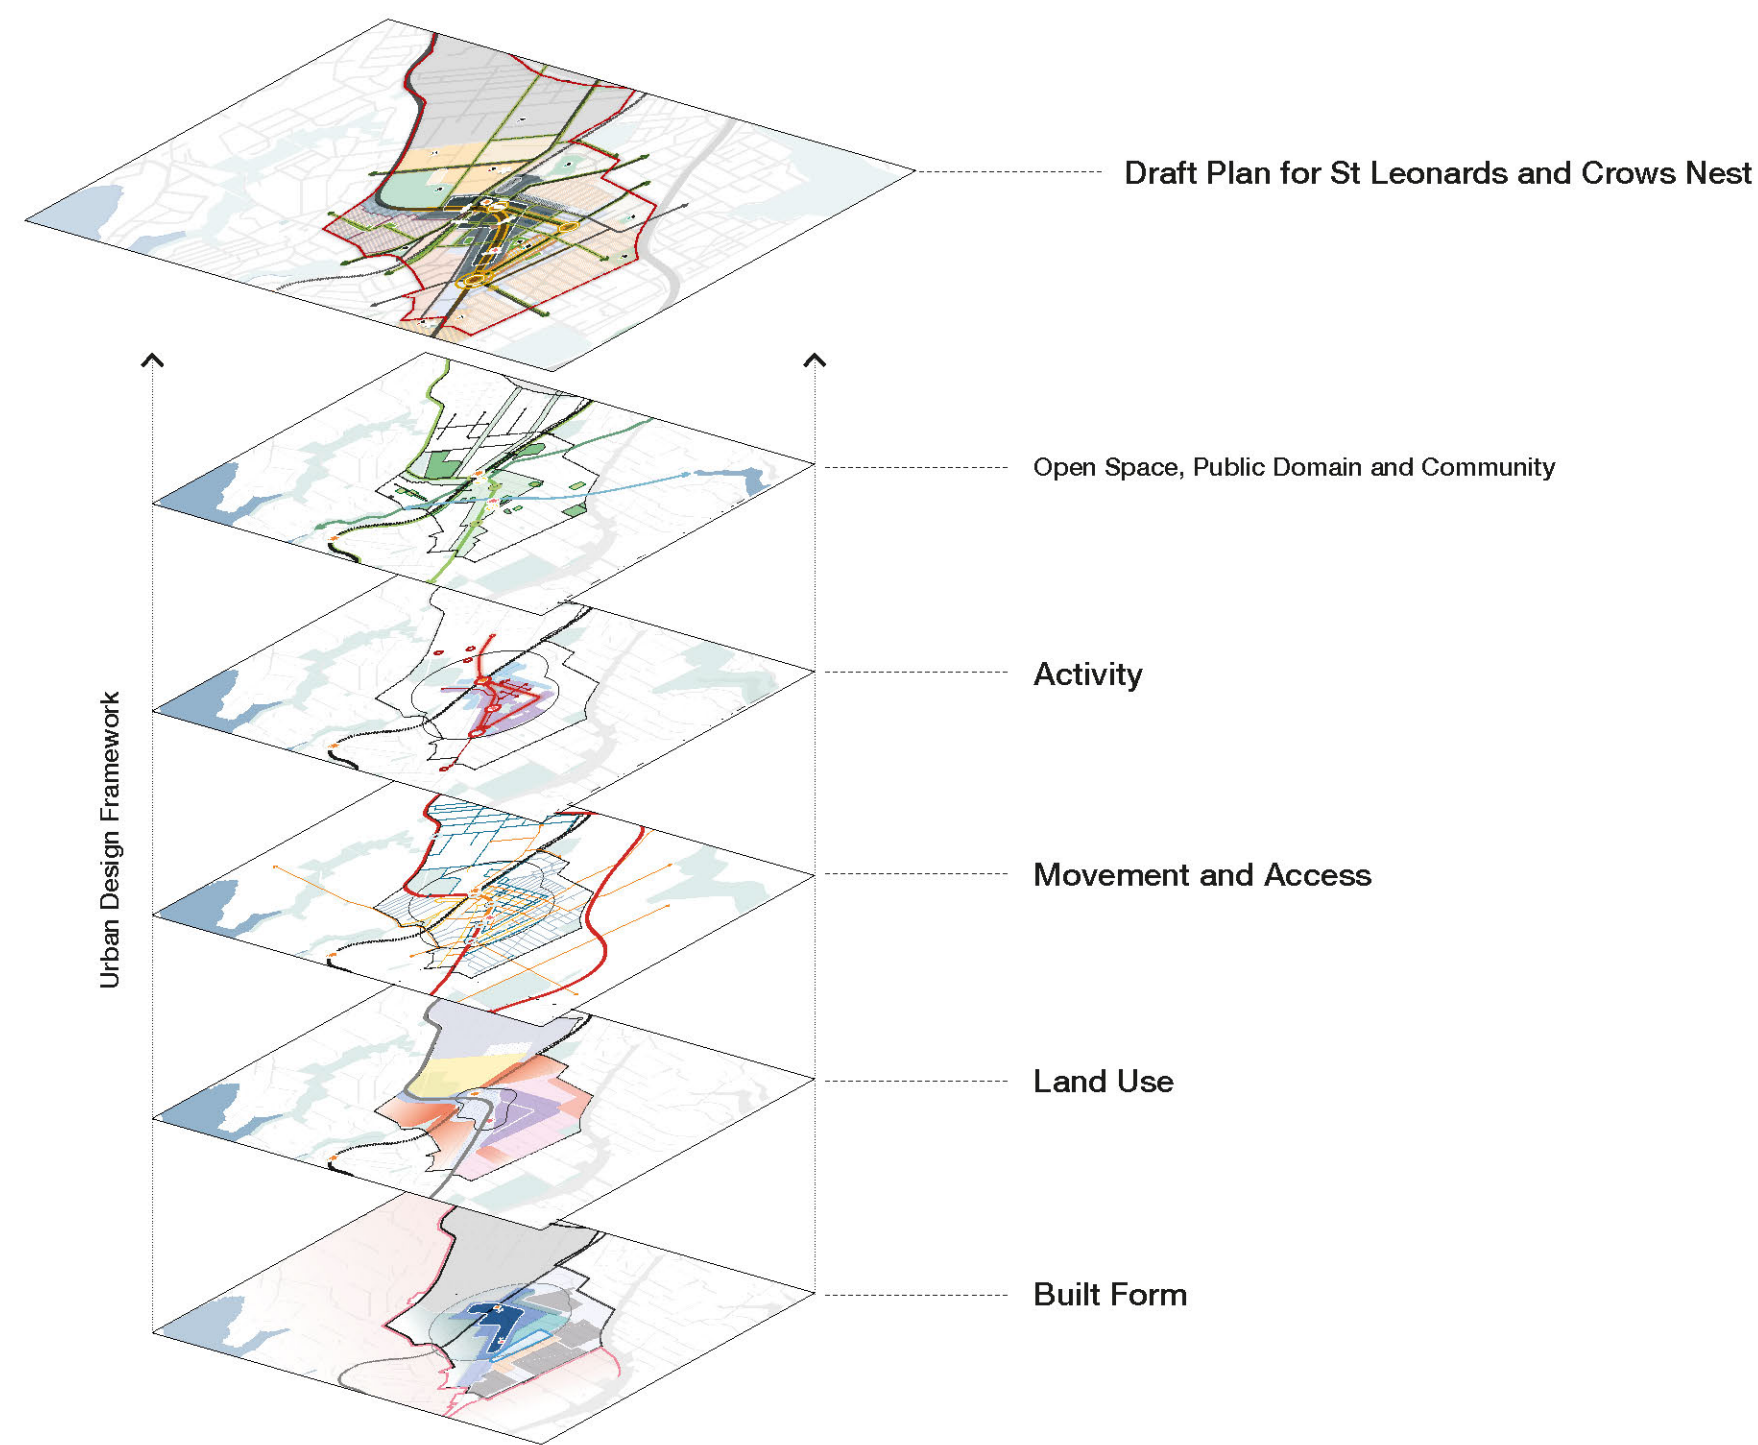 Draft Plan for St Leonards and Crows Nest
Open Space, Public Domain and Community
Activity
Urban Design Framework
Movement and Access
Land Use
Built Form